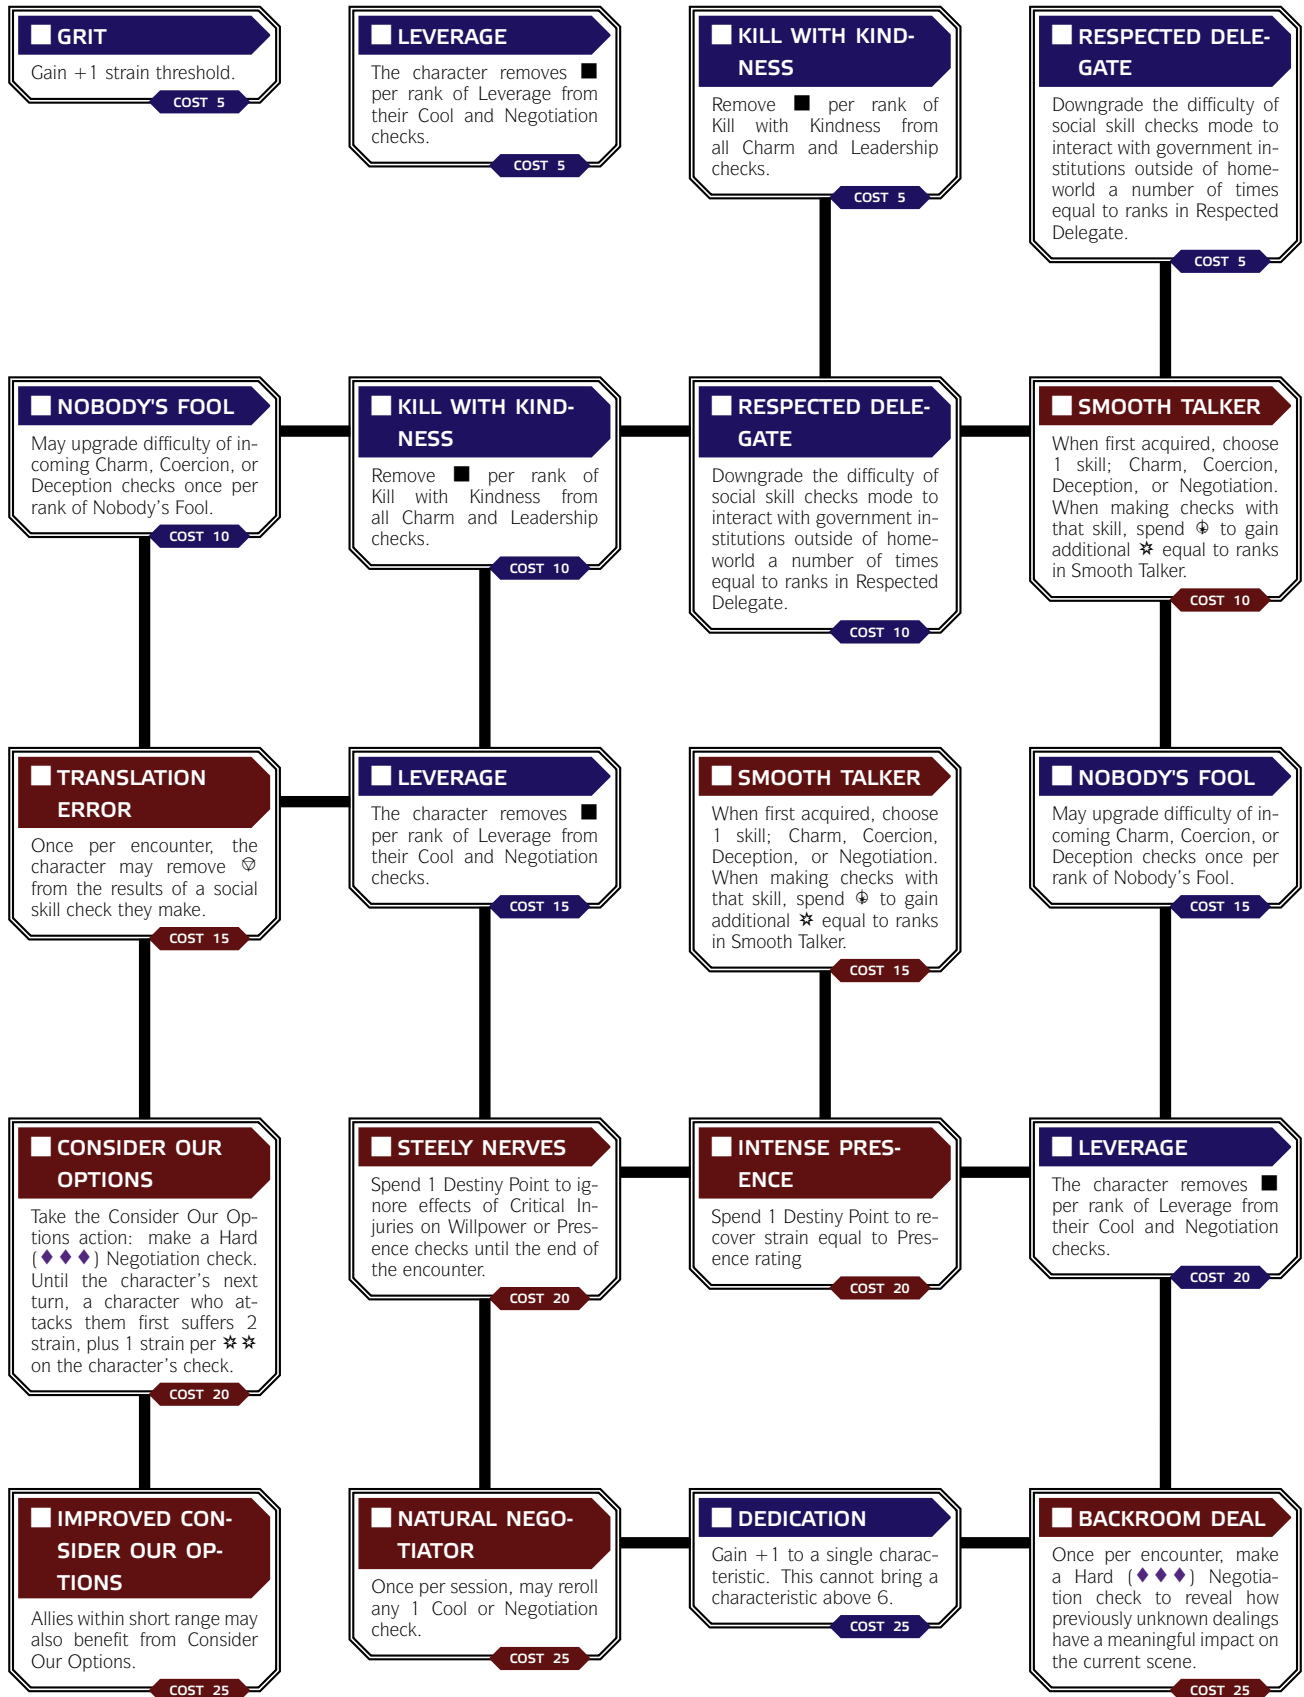 GRIT
Gain +1 strain threshold.
COST 5
LEVERAGE
The character removes
per rank of Leverage from
their Cool and Negotiation
checks.
COST 5
KILL WITH KIND-
NESS
Remove per rank of
Kill with Kindness from
all Charm and Leadership
checks.
COST 5
RESPECTED DELE-
GATE
Downgrade the difficulty of
social skill checks mode to
interact with government in-
stitutions outside of home-
world a number of times
equal to ranks in Respected
Delegate.
COST 5
NOBODY'S FOOL
May upgrade difficulty of in-
coming Charm, Coercion, or
Deception checks once per
rank of Nobody's Fool.
COST 10
KILL WITH KIND-
NESS
Remove per rank of
Kill with Kindness from
all Charm and Leadership
checks.
COST 10
RESPECTED DELE-
GATE
Downgrade the difficulty of
social skill checks mode to
interact with government in-
stitutions outside of home-
world a number of times
equal to ranks in Respected
Delegate.
COST 10
SMOOTH TALKER
When first acquired, choose
1 skill; Charm, Coercion,
Deception, or Negotiation.
When making checks with
that skill, spend to gain
additional equal to ranks
in Smooth Talker.
COST 10
TRANSLATION
ERROR
Once per encounter, the
character may remove
from the results of a social
skill check they make.
COST 15
LEVERAGE
The character removes
per rank of Leverage from
their Cool and Negotiation
checks.
COST 15
SMOOTH TALKER
When first acquired, choose
1 skill; Charm, Coercion,
Deception, or Negotiation.
When making checks with
that skill, spend to gain
additional equal to ranks
in Smooth Talker.
COST 15
NOBODY'S FOOL
May upgrade difficulty of in-
coming Charm, Coercion, or
Deception checks once per
rank of Nobody's Fool.
COST 15
CONSIDER OUR
OPTIONS
Take the Consider Our Op-
tions action: make a Hard
(♦♦♦) Negotiation check.
Until the character's next
turn, a character who at-
tacks them first suffers 2
strain, plus 1 strain per
on the character's check.
COST 20
STEELY NERVES
Spend 1 Destiny Point to ig-
nore effects of Critical In-
juries on Willpower or Pres-
ence checks until the end of
the encounter.
COST 20
INTENSE PRES-
ENCE
Spend 1 Destiny Point to re-
cover strain equal to Pres-
ence rating
COST 20
LEVERAGE
The character removes
per rank of Leverage from
their Cool and Negotiation
checks.
COST 20
IMPROVED CON-
SIDER OUR OP-
TIONS
Allies within short range may
also benefit from Consider
Our Options.
COST 25
NATURAL NEGO-
TIATOR
Once per session, may reroll
any 1 Cool or Negotiation
check.
COST 25
DEDICATION
Gain +1 to a single charac-
teristic. This cannot bring a
characteristic above 6.
COST 25
BACKROOM DEAL
Once per encounter, make
a Hard (♦♦♦) Negotia-
tion check to reveal how
previously unknown dealings
have a meaningful impact on
the current scene.
COST 25